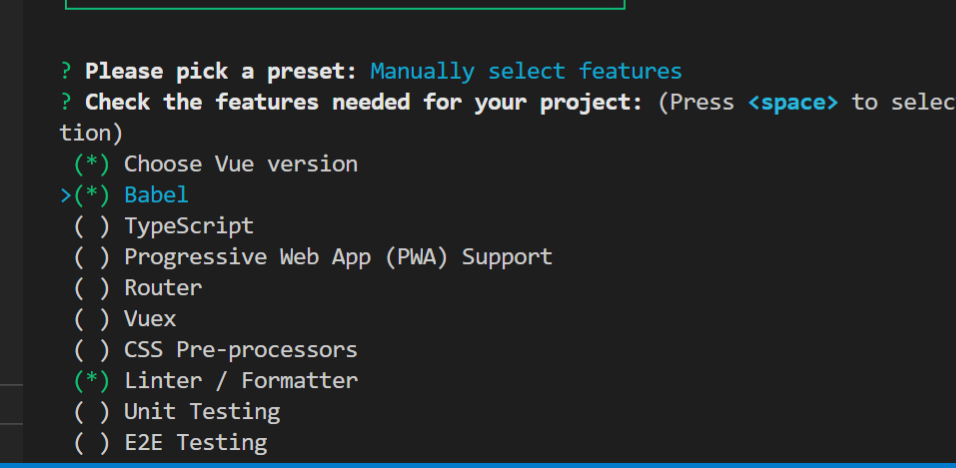 ? Please pick a preset: Manually select features
? Check the features needed for your project: (Press <space> to selec
tion)
(*) Choose Vue version
>(*) Babel
( ) TypeScript
( ) Progressive Web App (PWA) Support
( ) Router
( ) Vuex
( ) CSS Pre-processors
(*) Linter / Formatter
( ) Unit Testing
( ) E2E Testing